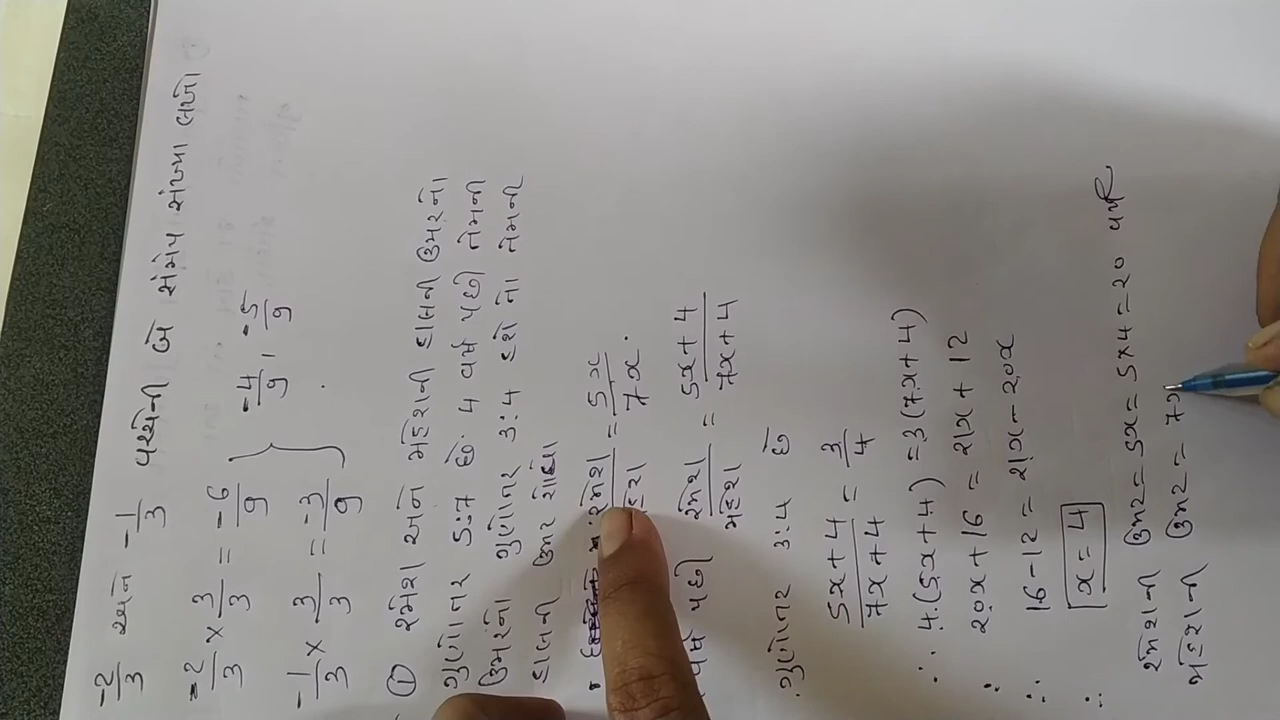 -2/3 અને -1/3 વચ્ચેની બે સંમેય સંખ્યા લખો
-2/3 × 3/3 = -6/9
-1/3 × 3/3 = -3/9 } -4/9, -5/9
① રમેશ અને મહેશની હાલની ઉંમરનો
ગુણોત્તર 5:7 છે. 4 વર્ષ પછી તેમની
ઉંમરનો ગુણોત્તર 3:4 હશે તો તેમની
હાલની ઉંમર શોધો
રમેશ/મહેશ = 5x/7x.
વર્ષ પછી રમેશ/મહેશ = 5x+4/7x+4
ગુણોત્તર 3:4 છે
5x+4/7x+4 = 3/4
∴ 4(5x+4) = 3(7x+4)
∴ 20x+16 = 21x+12
∴ 16-12 = 21x-20x
∴ x = 4
રમેશની ઉંમર = 5x = 5×4 = 20 વર્ષ
મહેશની ઉંમર = 7x